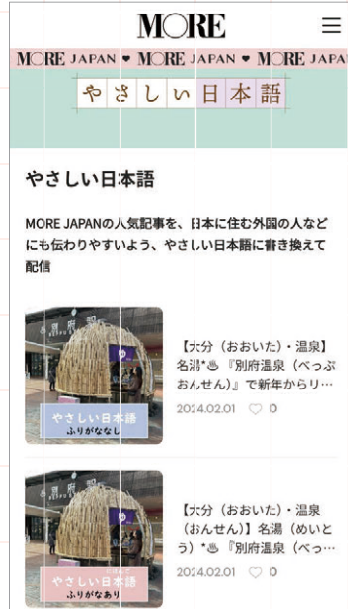 MORE
MORE JAPAN ♥ MORE JAPAN ♥ MORE JAPA
やさしい日本語
やさしい日本語
MORE JAPANの人気記事を、日本に住む外国の人など
にも伝わりやすいよう、やさしい日本語に書き換えて
配信
【大分（おおいた）・温泉】
名湯*♨『別府温泉（べっぷ
おんせん）』で新年からリ…
2024.02.01 ♡ 0
やさしい日本語
ふりがななし
【大分（おおいた）・温泉
（おんせん）】名湯（めいと
う）*♨『別府温泉（べっ…
2024.02.01 ♡ 0
やさしい日本語
ふりがなあり